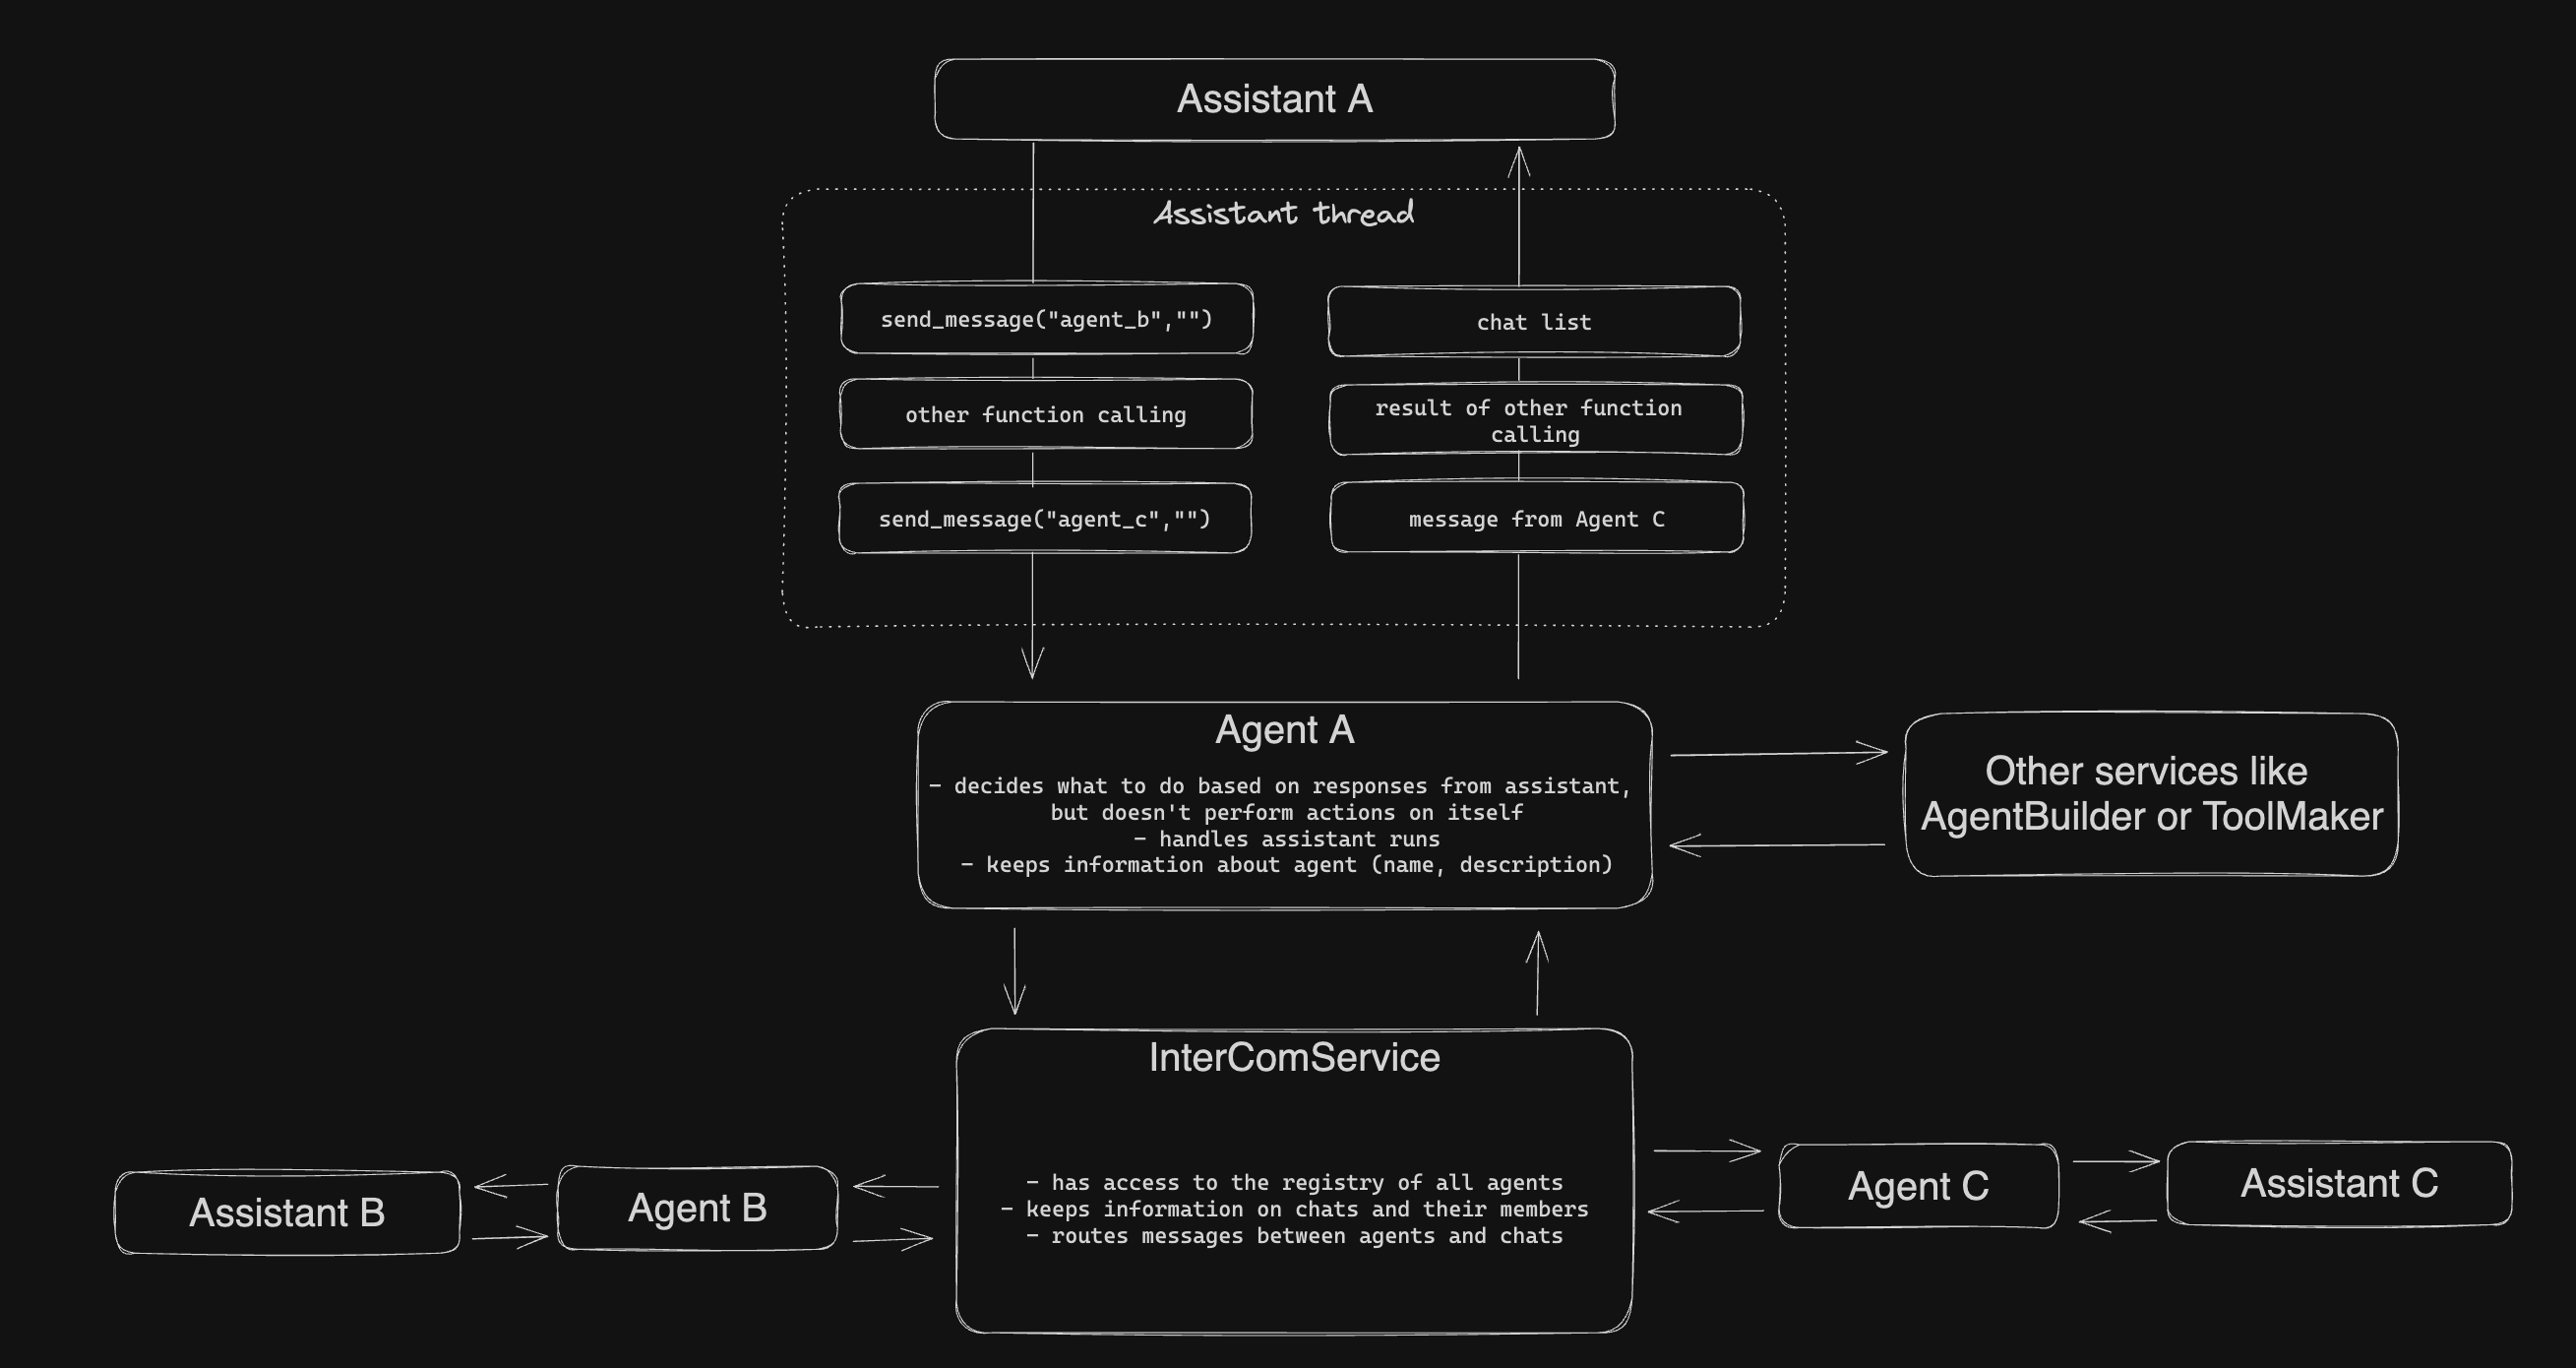 Assistant A
Assistant thread
send_message("agent_b","")
chat list
other function calling
result of other function
calling
send_message("agent_c","")
message from Agent C
Agent A
- decides what to do based on responses from assistant,
but doesn't perform actions on itself
- handles assistant runs
- keeps information about agent (name, description)
Other services like
AgentBuilder or ToolMaker
InterComService
- has access to the registry of all agents
- keeps information on chats and their members
- routes messages between agents and chats
Assistant B
Agent B
Agent C
Assistant C